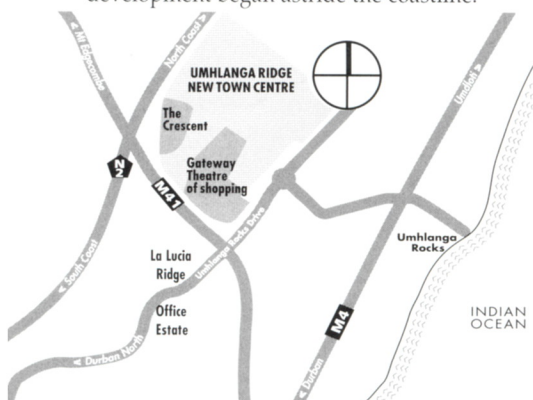 development began astride the coastline.
< Mt Edgecombe
North Coast >
UMHLANGA RIDGE
NEW TOWN CENTRE
Umdloti >
The
Crescent
N
2
Gateway
Theatre
of shopping
M41
Umhlanga Rocks Drive
Umhlanga
Rocks
< South Coast
La Lucia
Ridge
Office
Estate
M4
INDIAN
OCEAN
< Durban North
< Durban